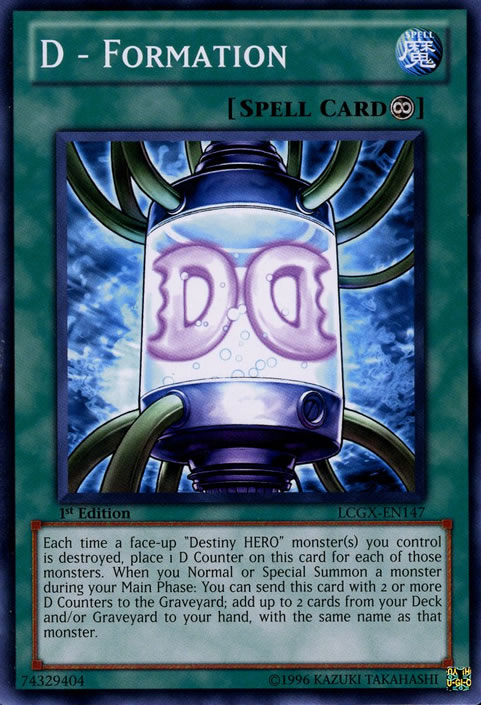 D - Formation
SPELL
魔
[Spell Card]
D D
1st Edition
LCGX-EN147
Each time a face-up "Destiny HERO" monster(s) you control
is destroyed, place 1 D Counter on this card for each of those
monsters. When you Normal or Special Summon a monster
during your Main Phase: You can send this card with 2 or more
D Counters to the Graveyard; add up to 2 cards from your Deck
and/or Graveyard to your hand, with the same name as that
monster.
74329404
©1996 KAZUKI TAKAHASHI